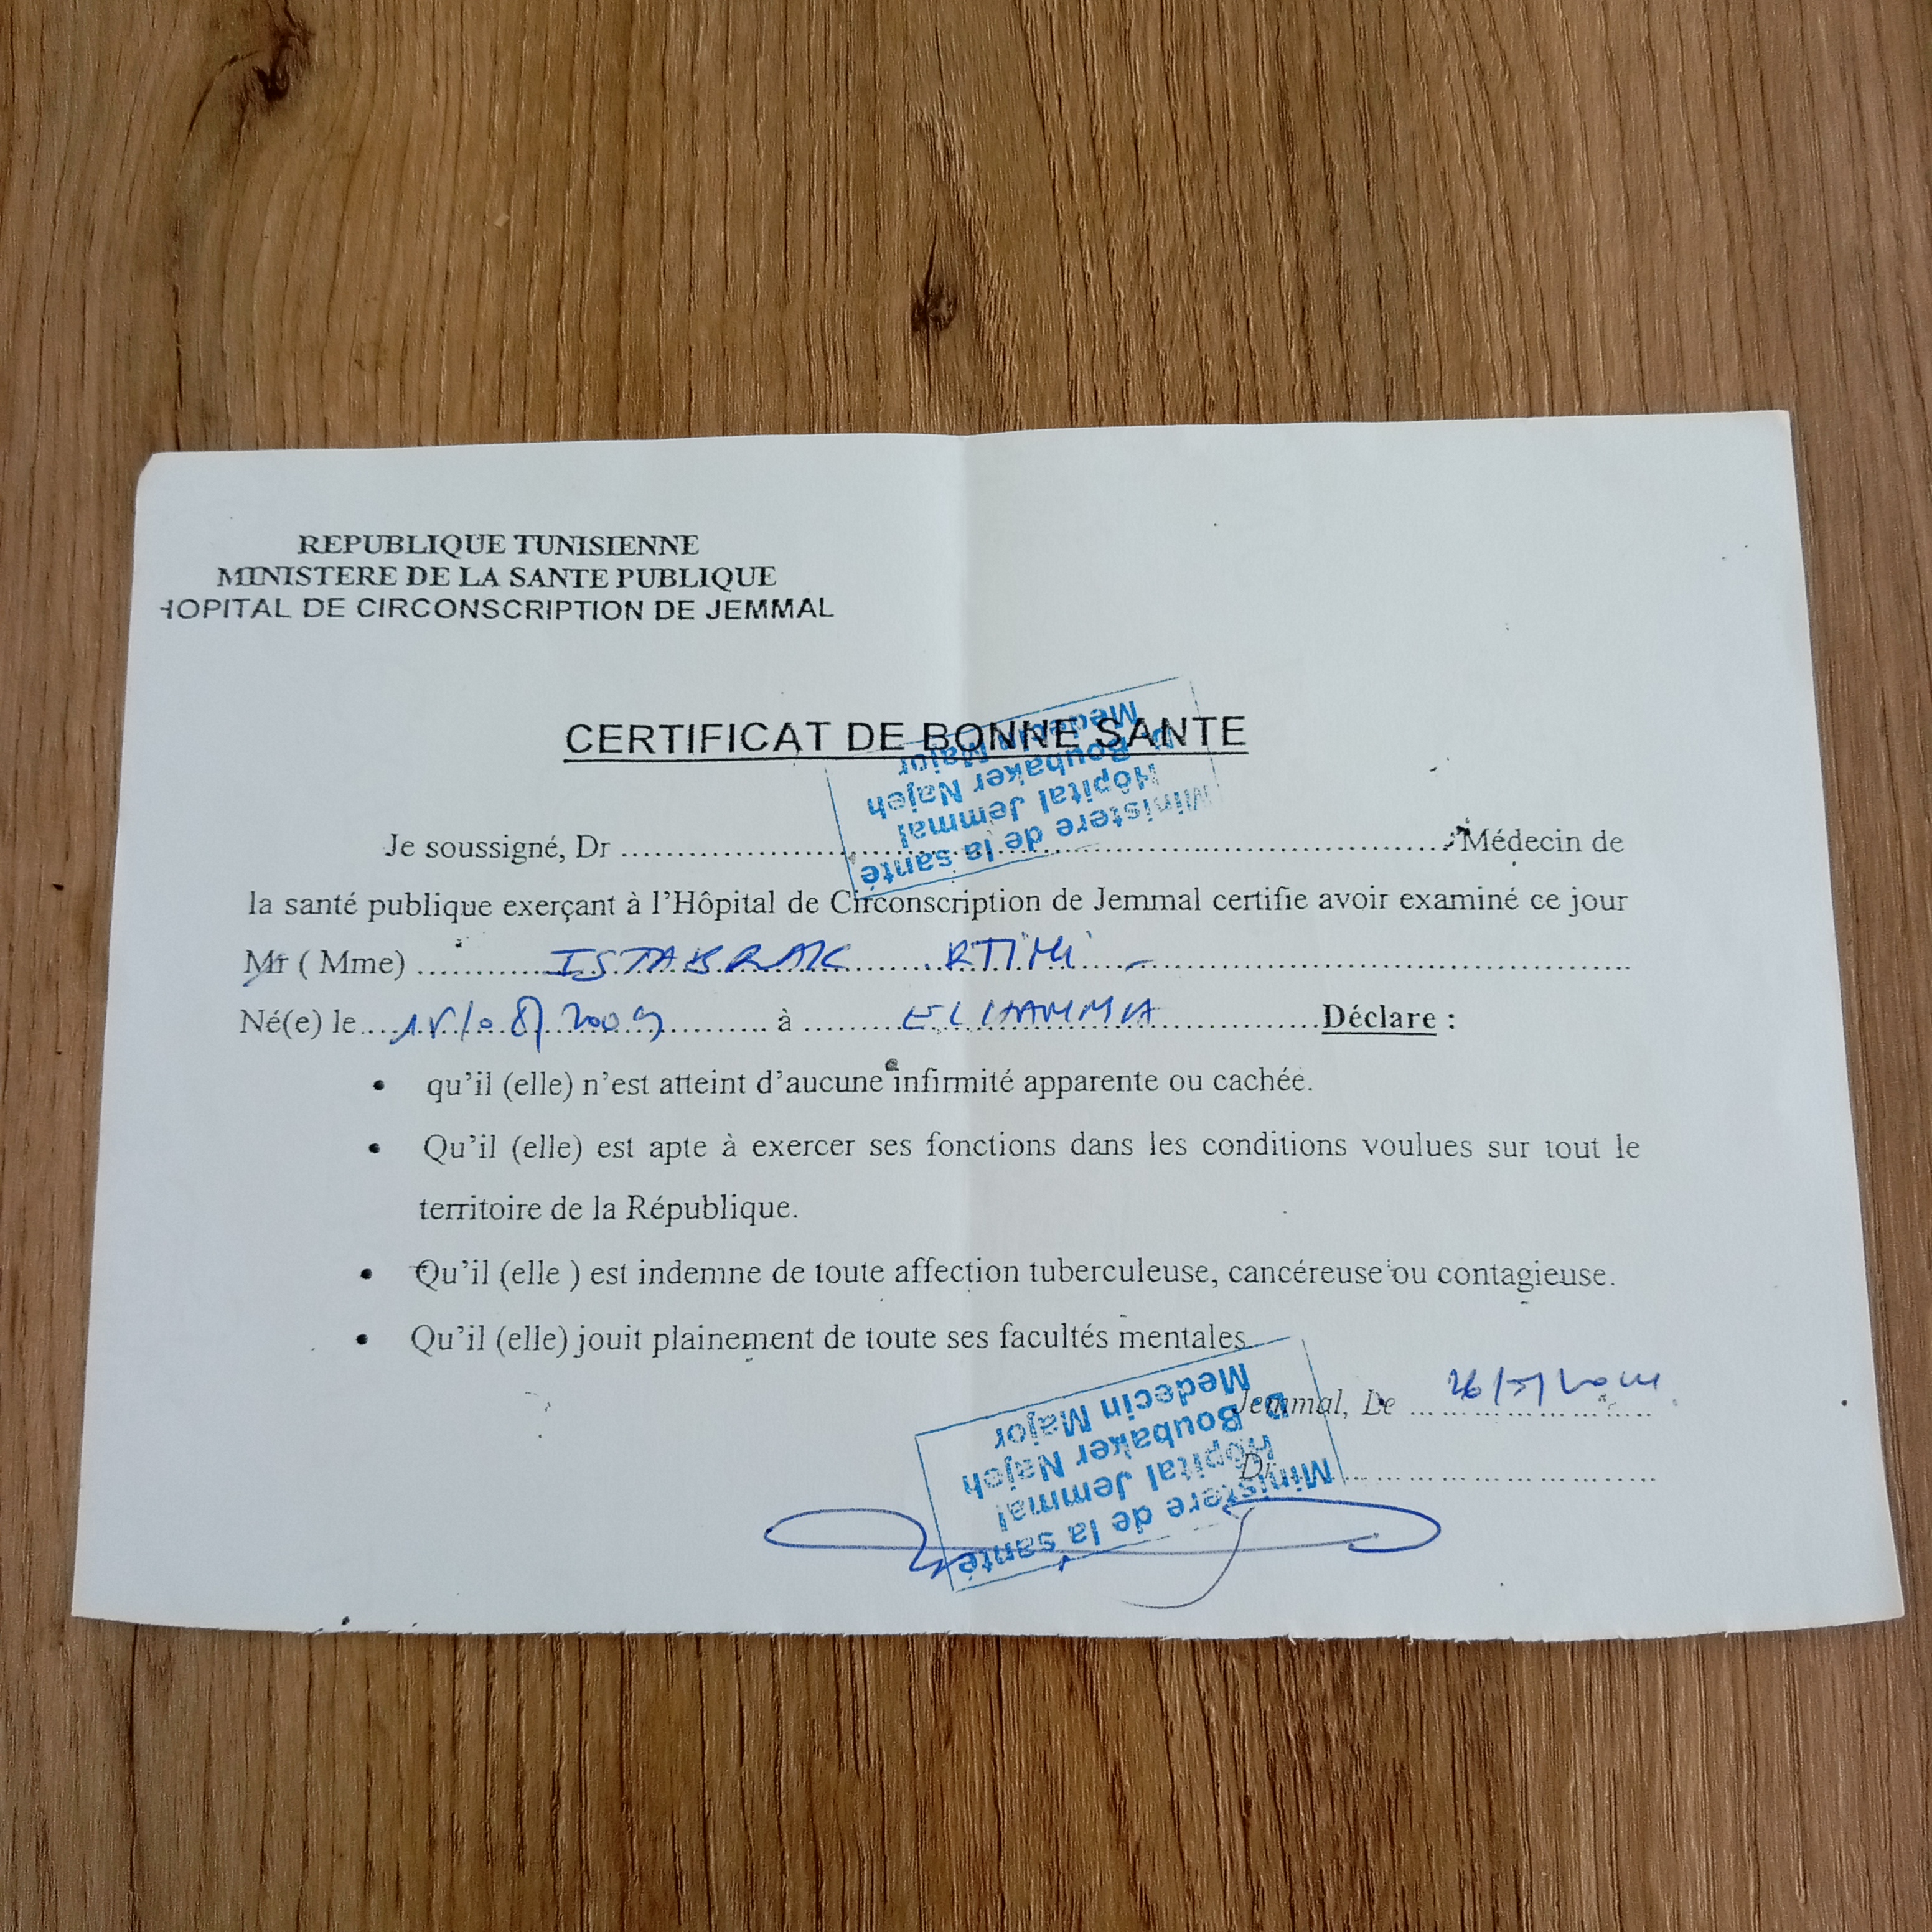 REPUBLIQUE TUNISIENNE
MINISTERE DE LA SANTE PUBLIQUE
HOPITAL DE CIRCONSCRIPTION DE JEMMAL
CERTIFICAT DE BONNE SANTE
Ministere de la santé
Hôpital Jemmal
Dr Boubaker Najeh
Medecin Major
Je soussigné, Dr .......... Médecin de
la santé publique exerçant à l'Hôpital de Circonscription de Jemmal certifie avoir examiné ce jour
Mr ( Mme) .......... ISTABRAK RTIMI
Né(e) le .......... à .......... Déclare :
• qu'il (elle) n'est atteint d'aucune infirmité apparente ou cachée.
• Qu'il (elle) est apte à exercer ses fonctions dans les conditions voulues sur tout le
territoire de la République.
• Qu'il (elle ) est indemne de toute affection tuberculeuse, cancéreuse ou contagieuse.
• Qu'il (elle) jouit plainement de toute ses facultés mentales
Jemmal, Le ..........
Dr ..........
Ministere de la santé
Hôpital Jemmal
Dr Boubaker Najeh
Medecin Major